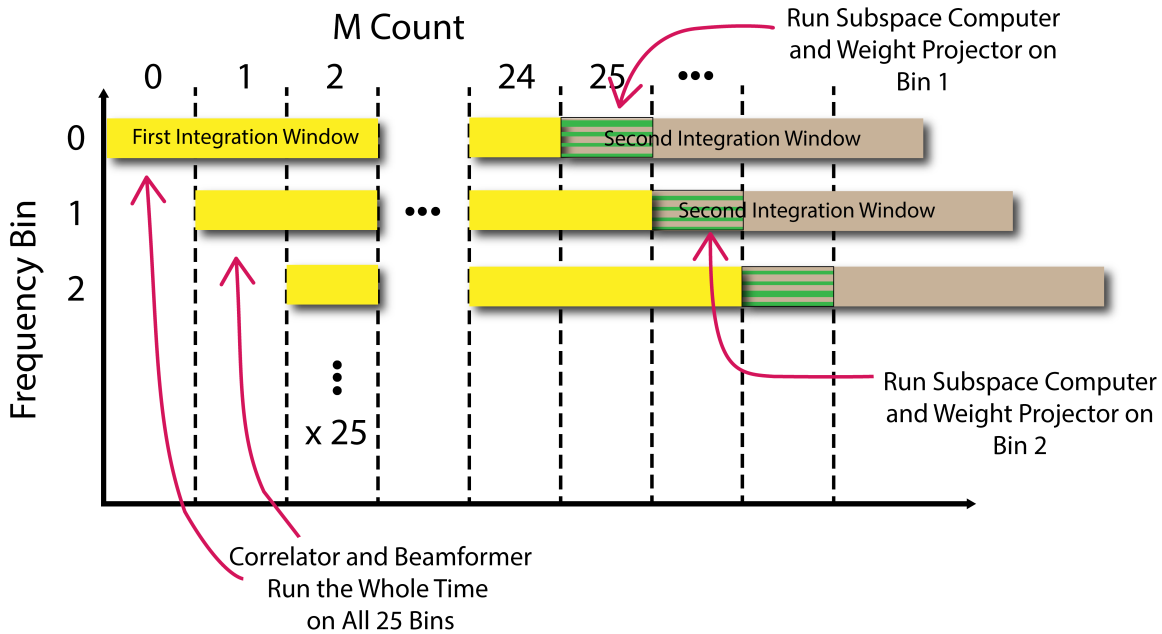 M Count
Run Subspace Computer
and Weight Projector on
Bin 1
0 1 2 ••• 24 25 •••
0
First Integration Window
Second Integration Window
1
•••
Second Integration Window
2
Frequency Bin
x 25
Run Subspace Computer
and Weight Projector on
Bin 2
Correlator and Beamformer
Run the Whole Time
on All 25 Bins